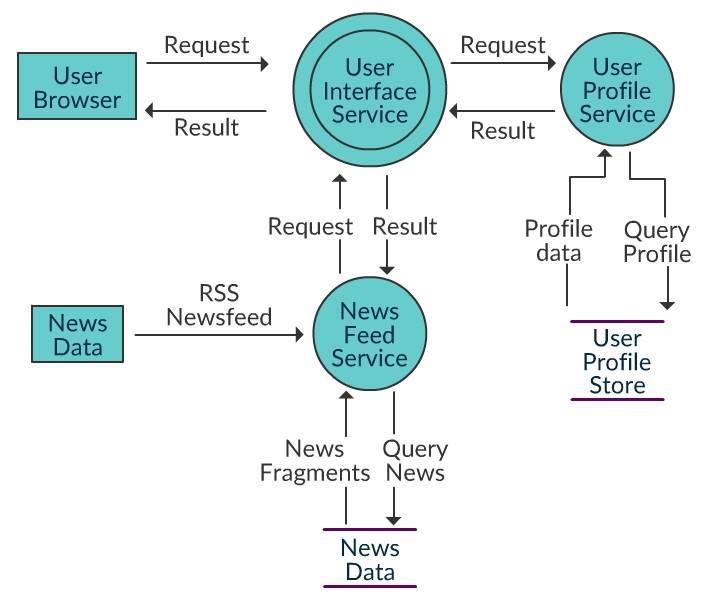 Request
User
Browser
Result
User
Interface
Service
Request
Result
User
Profile
Service
Request
Result
Profile
data
Query
Profile
RSS
Newsfeed
News
Data
News
Feed
Service
User
Profile
Store
News
Fragments
Query
News
News
Data